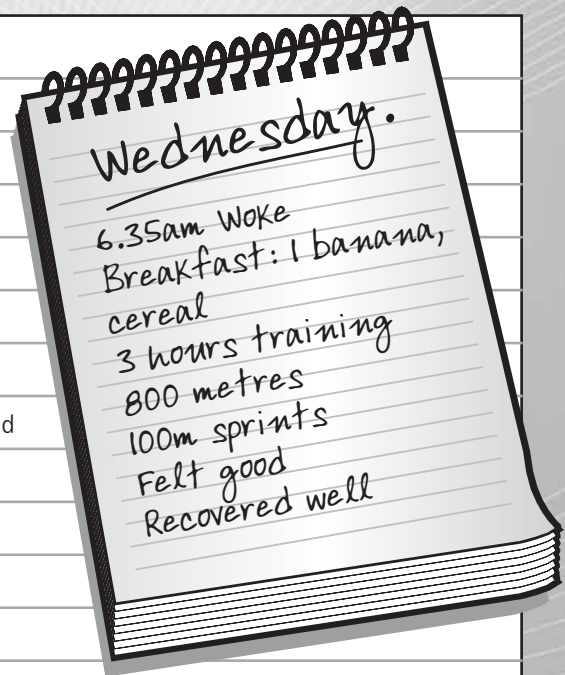 Wednesday.
6.35am Woke
Breakfast: 1 banana,
cereal
3 hours training
800 metres
100m sprints
Felt good
Recovered well
d